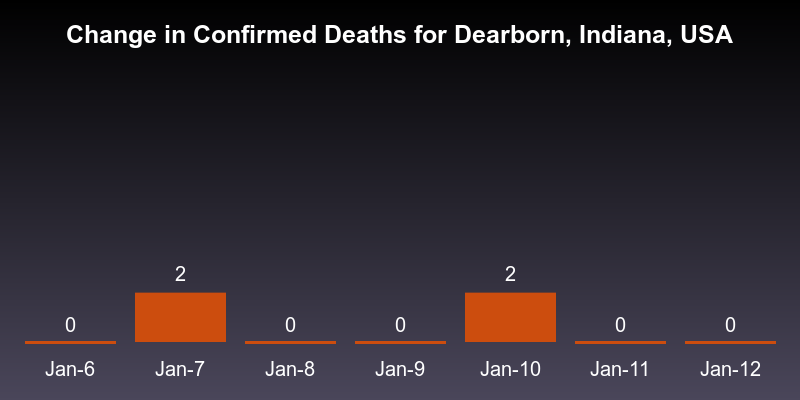 Change in Confirmed Deaths for Dearborn, Indiana, USA
0 2 0 0 2 0 0
Jan-6 Jan-7 Jan-8 Jan-9 Jan-10 Jan-11 Jan-12